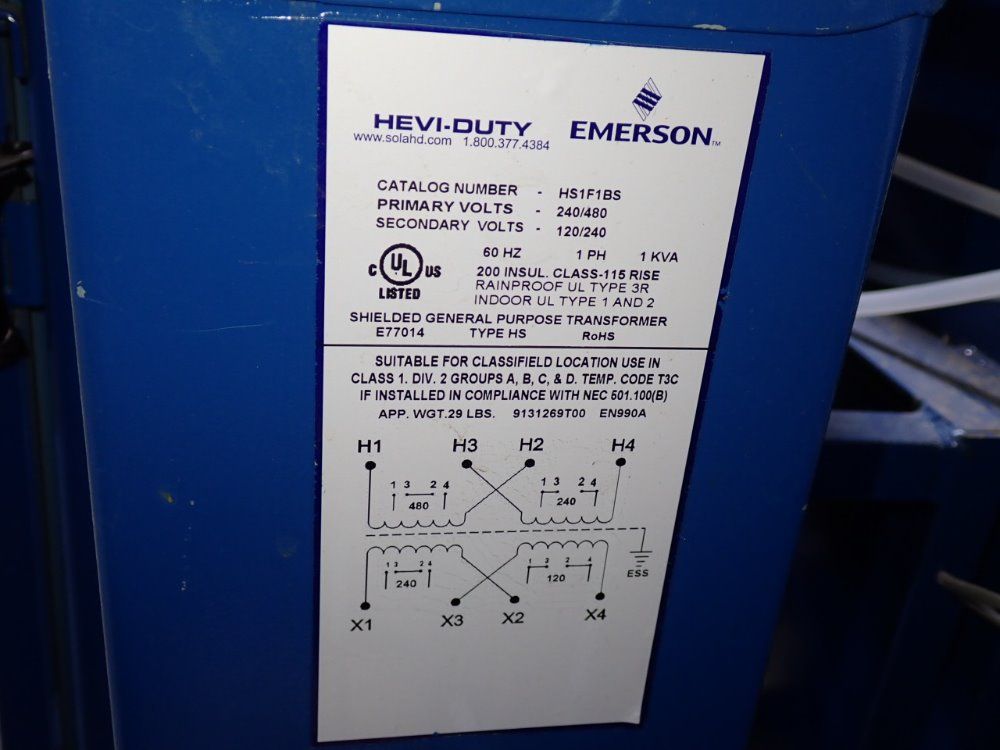 HEVI-DUTY
www.solahd.com 1.800.377.4384
EMERSON™
CATALOG NUMBER - HS1F1BS
PRIMARY VOLTS - 240/480
SECONDARY VOLTS - 120/240
60 HZ 1 PH 1 KVA
200 INSUL. CLASS-115 RISE
RAINPROOF UL TYPE 3R
INDOOR UL TYPE 1 AND 2
C UL US
LISTED
SHIELDED GENERAL PURPOSE TRANSFORMER
E77014 TYPE HS RoHS
SUITABLE FOR CLASSIFIELD LOCATION USE IN
CLASS 1. DIV. 2 GROUPS A, B, C, & D. TEMP. CODE T3C
IF INSTALLED IN COMPLIANCE WITH NEC 501.100(B)
APP. WGT.29 LBS. 9131269T00 EN990A
H1 H3 H2 H4
1 3 2 4 1 3 2 4
480 240
1 3 2 4 1 3 2 4
240 120
ESS
X1 X3 X2 X4